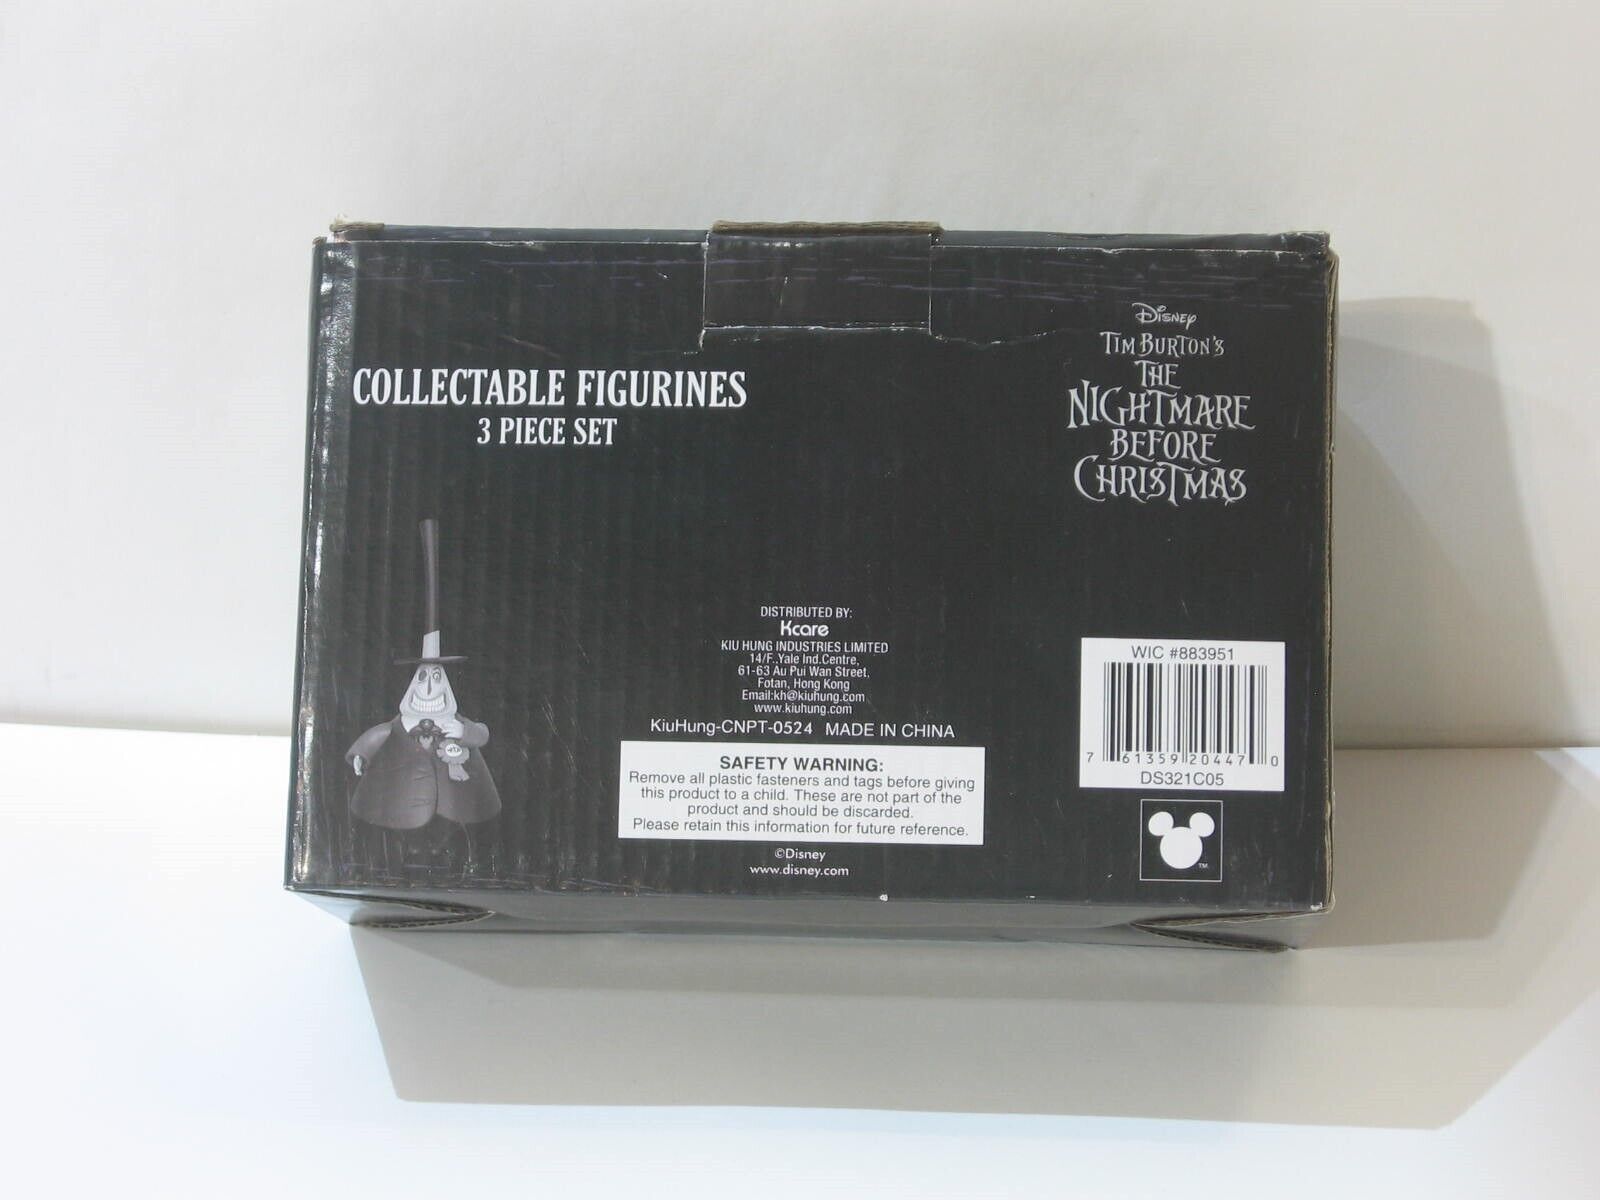 COLLECTABLE FIGURINES
3 PIECE SET
Disney
TIM BURTON'S
THE
NIGHTMARE
BEFORE
CHRISTMAS
DISTRIBUTED BY:
Kcare
KIU HUNG INDUSTRIES LIMITED
14/F.,Yale Ind.Centre,
61-63 Au Pui Wan Street,
Fotan, Hong Kong
Email:kh@kiuhung.com
www.kiuhung.com
KiuHung-CNPT-0524 MADE IN CHINA
SAFETY WARNING:
Remove all plastic fasteners and tags before giving
this product to a child. These are not part of the
product and should be discarded.
Please retain this information for future reference.
©Disney
www.disney.com
WIC #883951
7 61359 20447 0
DS321C05
TM